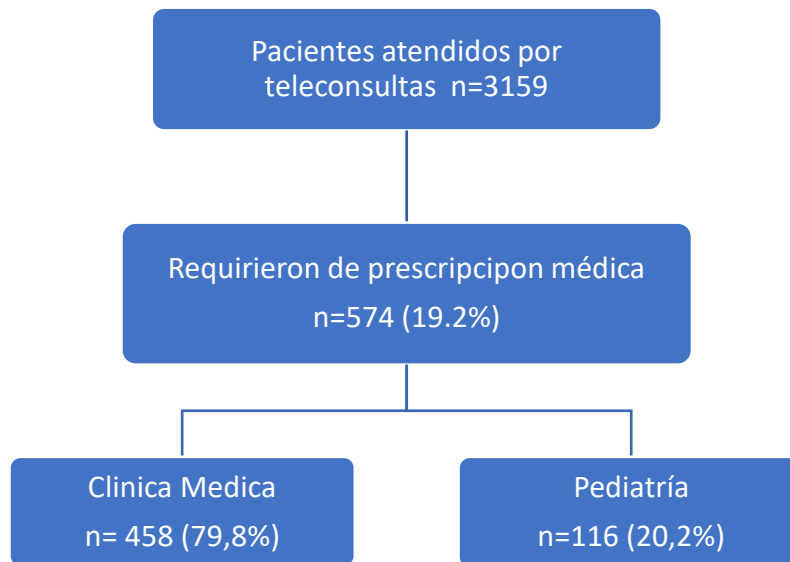 Pacientes atendidos por
teleconsultas n=3159
Requirieron de prescripcipon médica
n=574 (19.2%)
Clinica Medica
n= 458 (79,8%)
Pediatría
n=116 (20,2%)